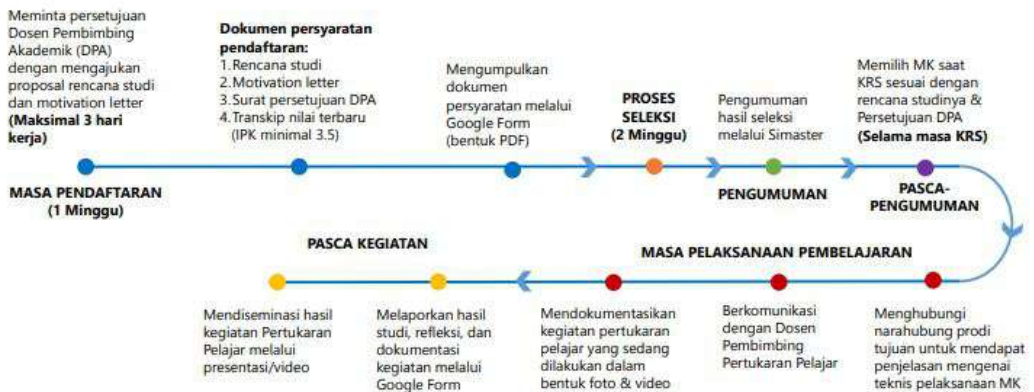 Meminta persetujuan
Dosen Pembimbing
Akademik (DPA)
dengan mengajukan
proposal rencana studi
dan motivation letter
(Maksimal 3 hari
kerja)
MASA PENDAFTARAN
(1 Minggu)
Dokumen persyaratan
pendaftaran:
1.Rencana studi
2.Motivation letter
3.Surat persetujuan DPA
4.Transkip nilai terbaru
(IPK minimal 3.5)
Mengumpulkan
dokumen
persyaratan melalui
Google Form
(bentuk PDF)
PROSES
SELEKSI
(2 Minggu)
Pengumuman
hasil seleksi
melalui Simaster
PENGUMUMAN
Memilih MK saat
KRS sesuai dengan
rencana studinya &
Persetujuan DPA
(Selama masa KRS)
PASCA-
PENGUMUMAN
MASA PELAKSANAAN PEMBELAJARAN
Menghubungi
narahubung prodi
tujuan untuk mendapat
penjelasan mengenai
teknis pelaksanaan MK
Berkomunikasi
dengan Dosen
Pembimbing
Pertukaran Pelajar
Mendokumentasikan
kegiatan pertukaran
pelajar yang sedang
dilakukan dalam
bentuk foto & video
PASCA KEGIATAN
Melaporkan hasil
studi, refleksi, dan
dokumentasi
kegiatan melalui
Google Form
Mendiseminasi hasil
kegiatan Pertukaran
Pelajar melalui
presentasi/video